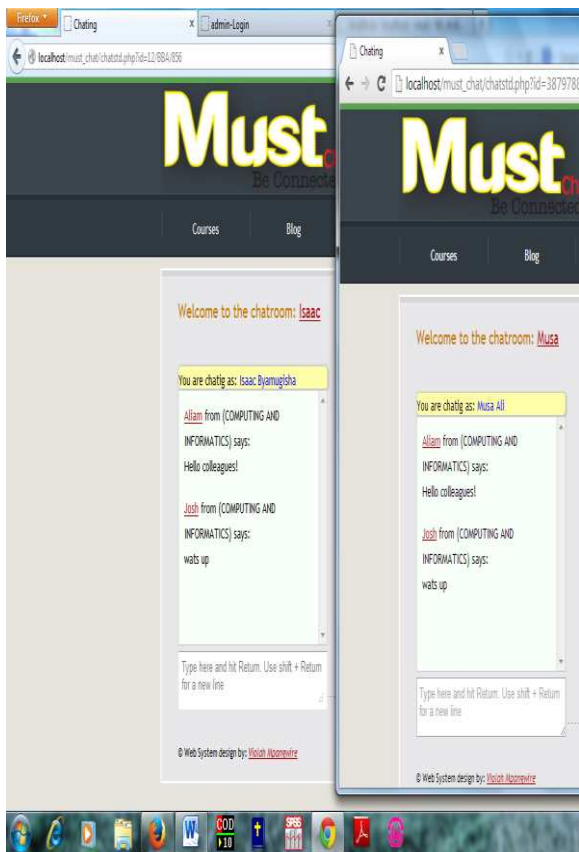 Firefox
Chating
x
admin-Login
x
localhost/must_chat/chatstd.php?id=12/BBA/856
Must
Be Connected
Courses
Blog
Welcome to the chatroom: Isaac
You are chatig as: Isaac Byamugisha
Aliam from (COMPUTING AND
INFORMATICS) says:
Hello colleagues!
Josh from (COMPUTING AND
INFORMATICS) says:
wats up
Type here and hit Return. Use shift + Return
for a new line
© Web System design by:
Chating
x
localhost/must_chat/chatstd.php?id=3879788
Must
Be Connected
Courses
Blog
Welcome to the chatroom: Musa
You are chatig as: Musa Ali
Aliam from (COMPUTING AND
INFORMATICS) says:
Hello colleagues!
Josh from (COMPUTING AND
INFORMATICS) says:
wats up
Type here and hit Return. Use shift + Return
for a new line
© Web System design by:
COD
10
SPSS